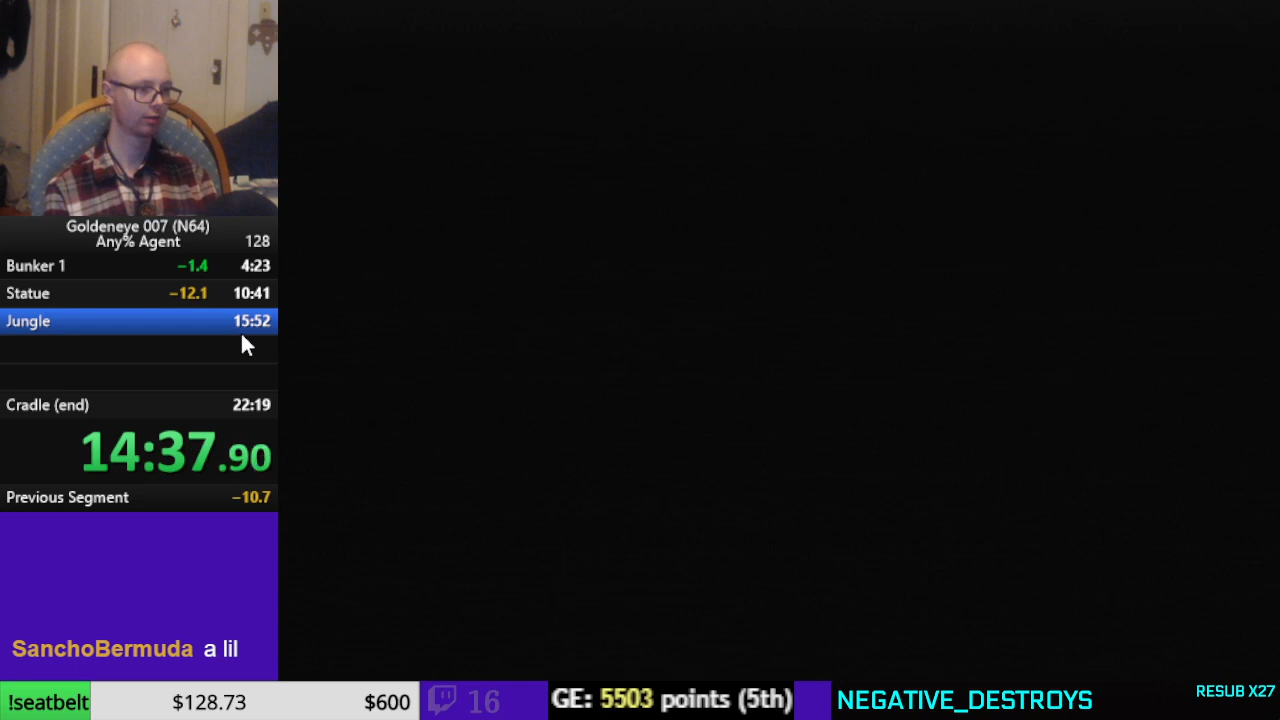 Goldeneye 007 (N64)
Any% Agent 128
Bunker 1 −1.4 4:23
Statue −12.1 10:41
Jungle 15:52
Cradle (end) 22:19
14:37.90
Previous Segment −10.7
SanchoBermuda a lil
!seatbelt $128.73 $600
16
GE: 5503 points (5th)
NEGATIVE_DESTROYS
RESUB X27